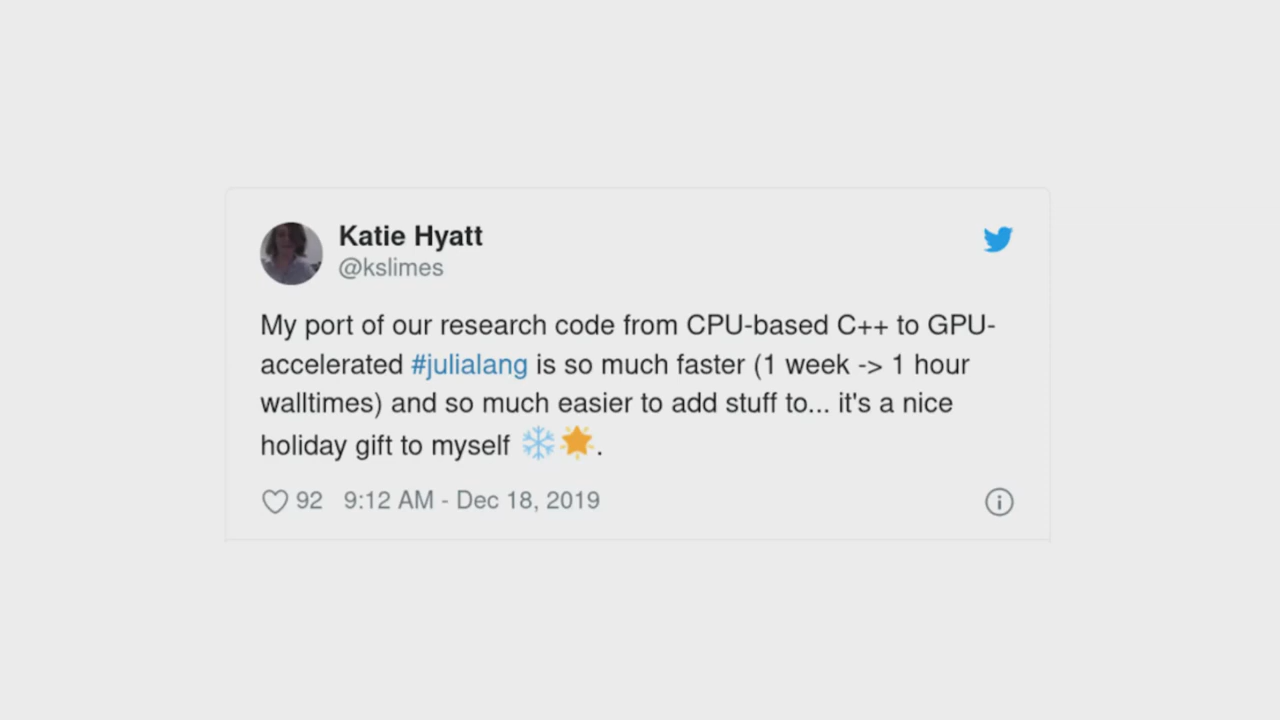 Katie Hyatt
@kslimes
My port of our research code from CPU-based C++ to GPU-
accelerated #julialang is so much faster (1 week -> 1 hour
walltimes) and so much easier to add stuff to... it's a nice
holiday gift to myself ❄️🌟.
92 9:12 AM - Dec 18, 2019